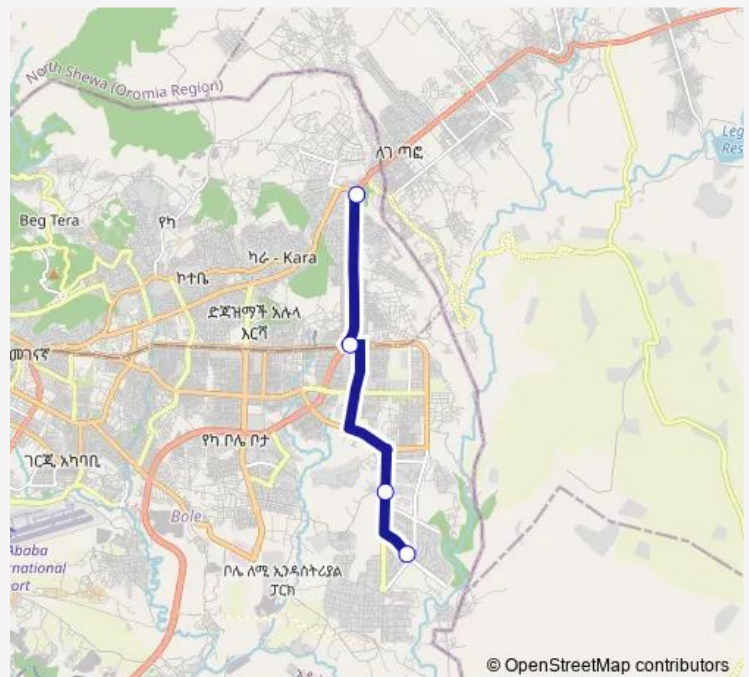 North Shewa (Oromia Region)
ለገ ጣፎ
Leg
Res
Beg Tera
የካ
ካራ - Kara
ኮተቤ
ድጃዝማች አሉላ
እርሻ
መገናኛ
የካ ቦሌ ቦታ
ገርጂ አካባቢ
Bole
Ababa
rnational
ort
ቦሌ ለሚ ኢንዱስትሪያል
ፓርክ
© OpenStreetMap contributors